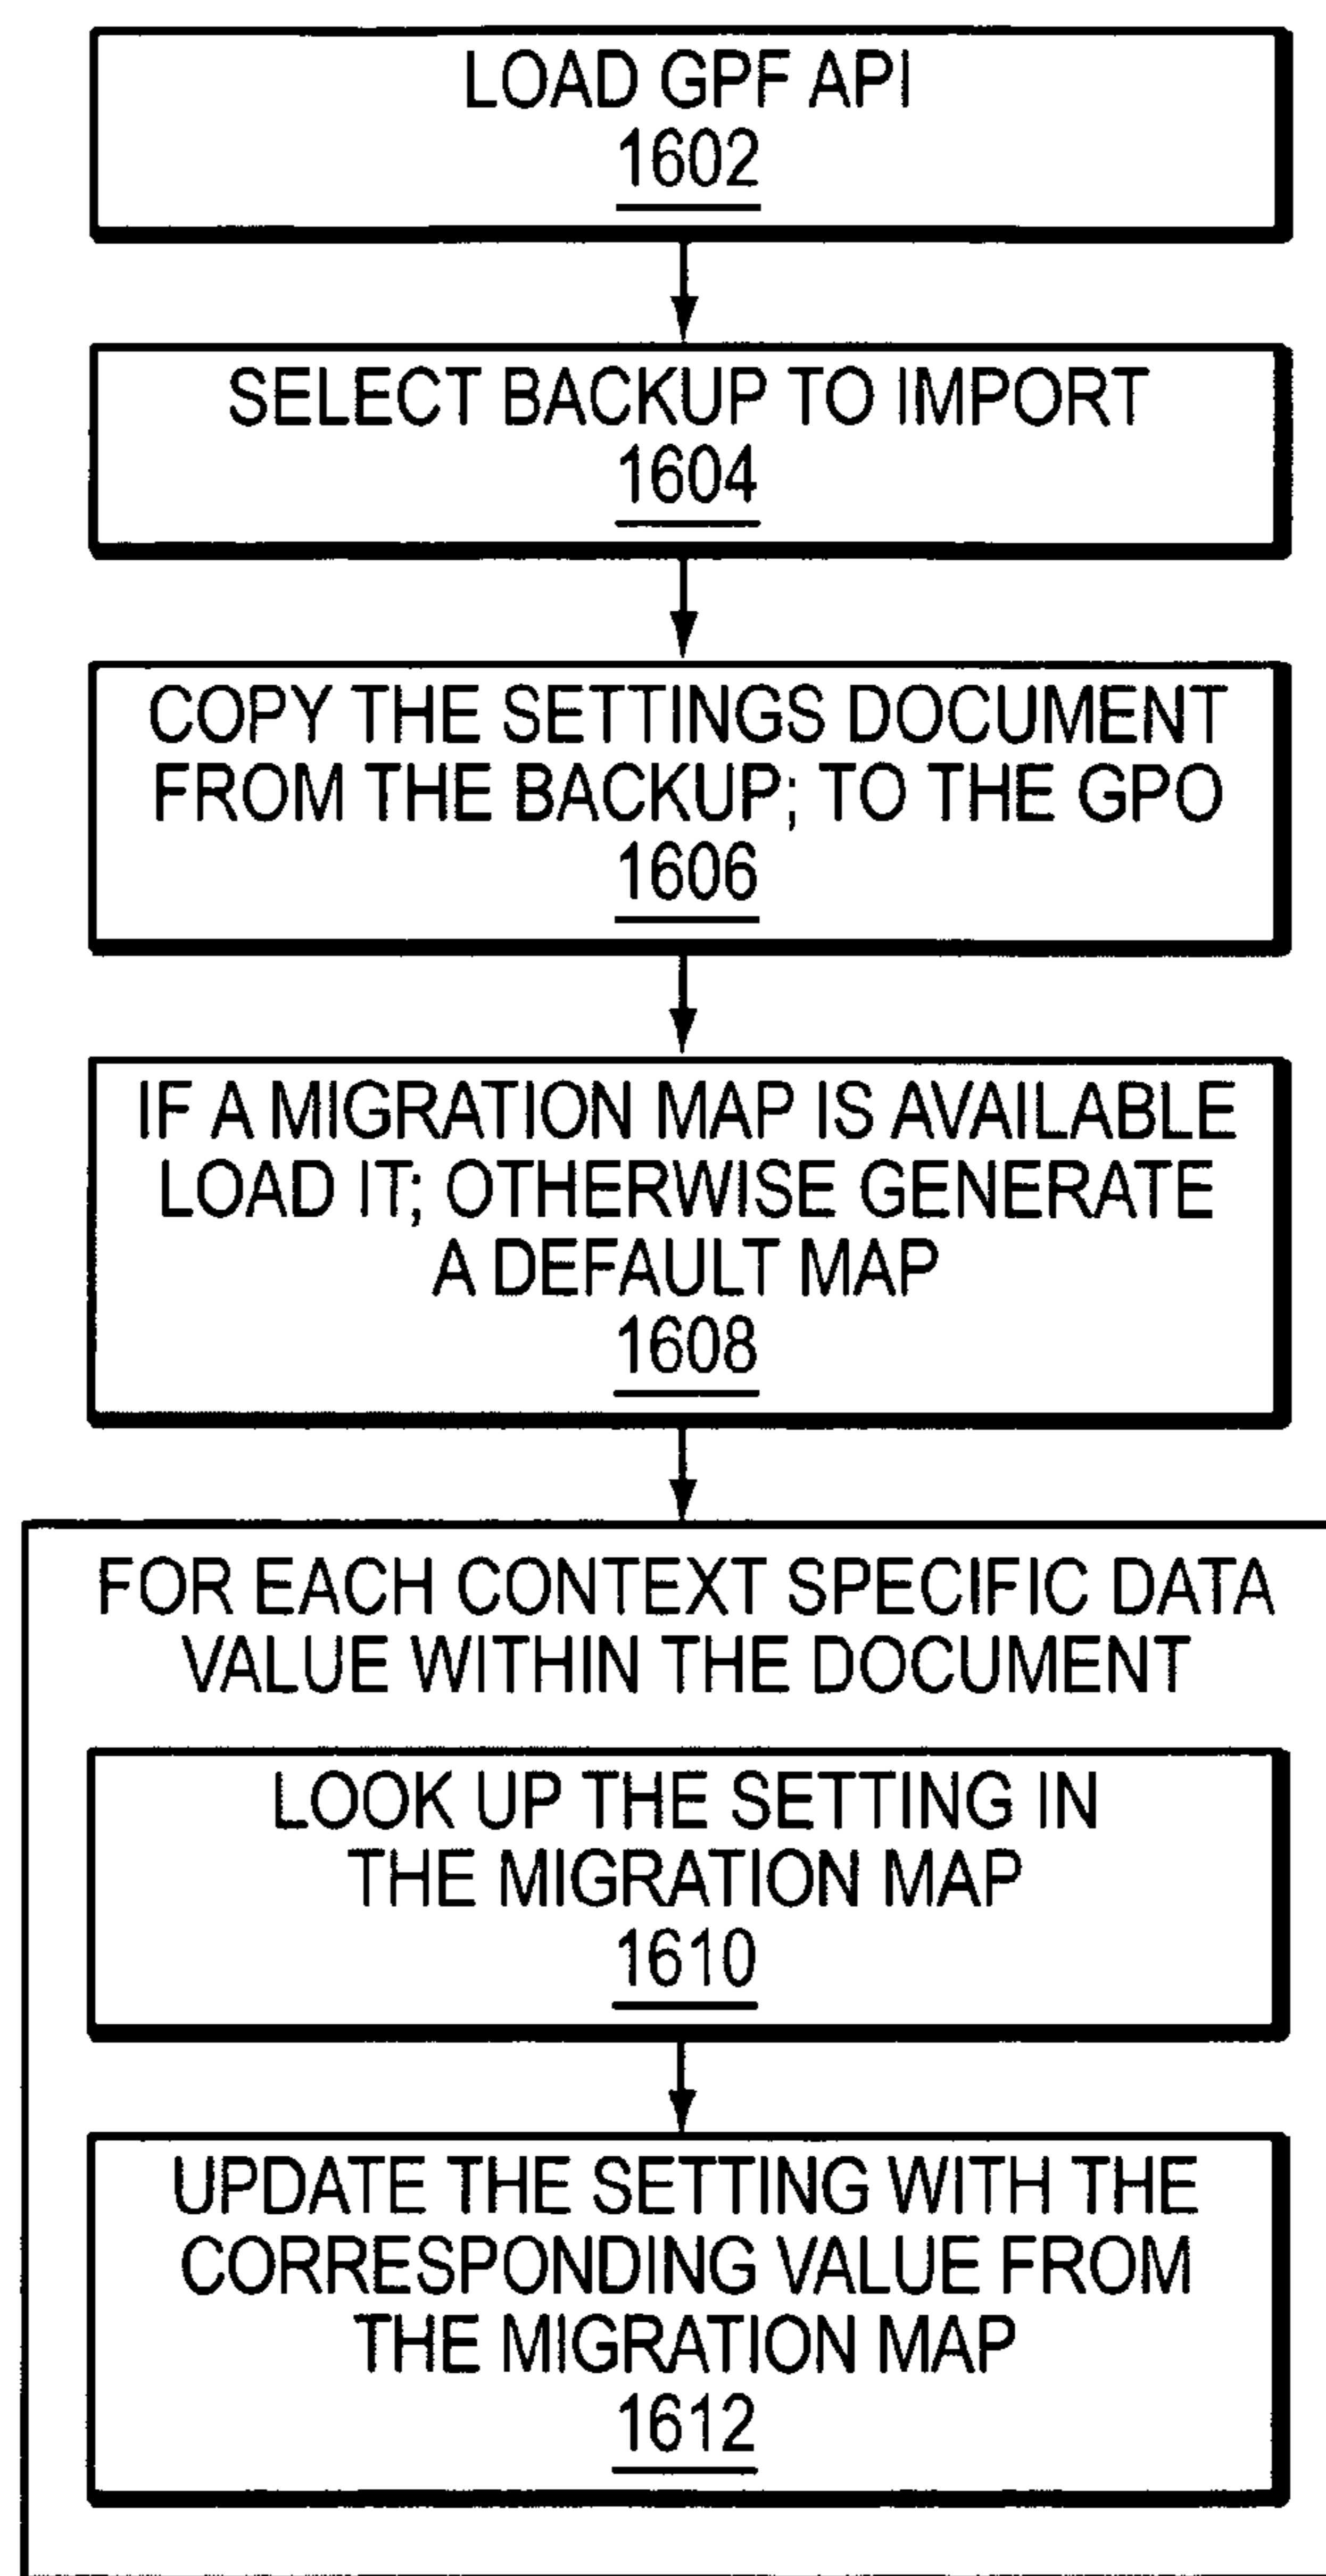 LOAD GPF API
1602
SELECT BACKUP TO IMPORT
1604
COPY THE SETTINGS DOCUMENT
FROM THE BACKUP; TO THE GPO
1606
IF A MIGRATION MAP IS AVAILABLE
LOAD IT; OTHERWISE GENERATE
A DEFAULT MAP
1608
FOR EACH CONTEXT SPECIFIC DATA
VALUE WITHIN THE DOCUMENT
LOOK UP THE SETTING IN
THE MIGRATION MAP
1610
UPDATE THE SETTING WITH THE
CORRESPONDING VALUE FROM
THE MIGRATION MAP
1612